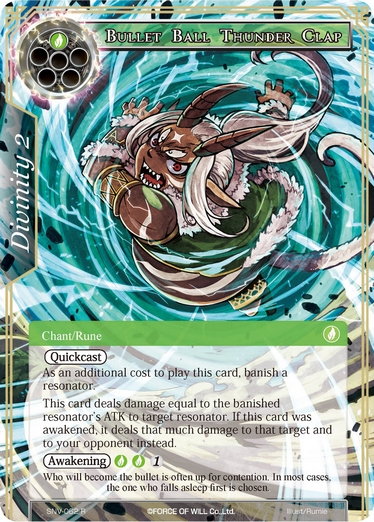 Bullet Ball Thunder Clap
Divinity 2
Chant/Rune
Quickcast
As an additional cost to play this card, banish a
resonator.
This card deals damage equal to the banished
resonator's ATK to target resonator. If this card was
awakened, it deals that much damage to that target and
to your opponent instead.
Awakening 1
Who will become the bullet is often up for contention. In most cases,
the one who falls asleep first is chosen.
SNV-062 R ©FORCE OF WILL Co.,Ltd. Illust/Rumie